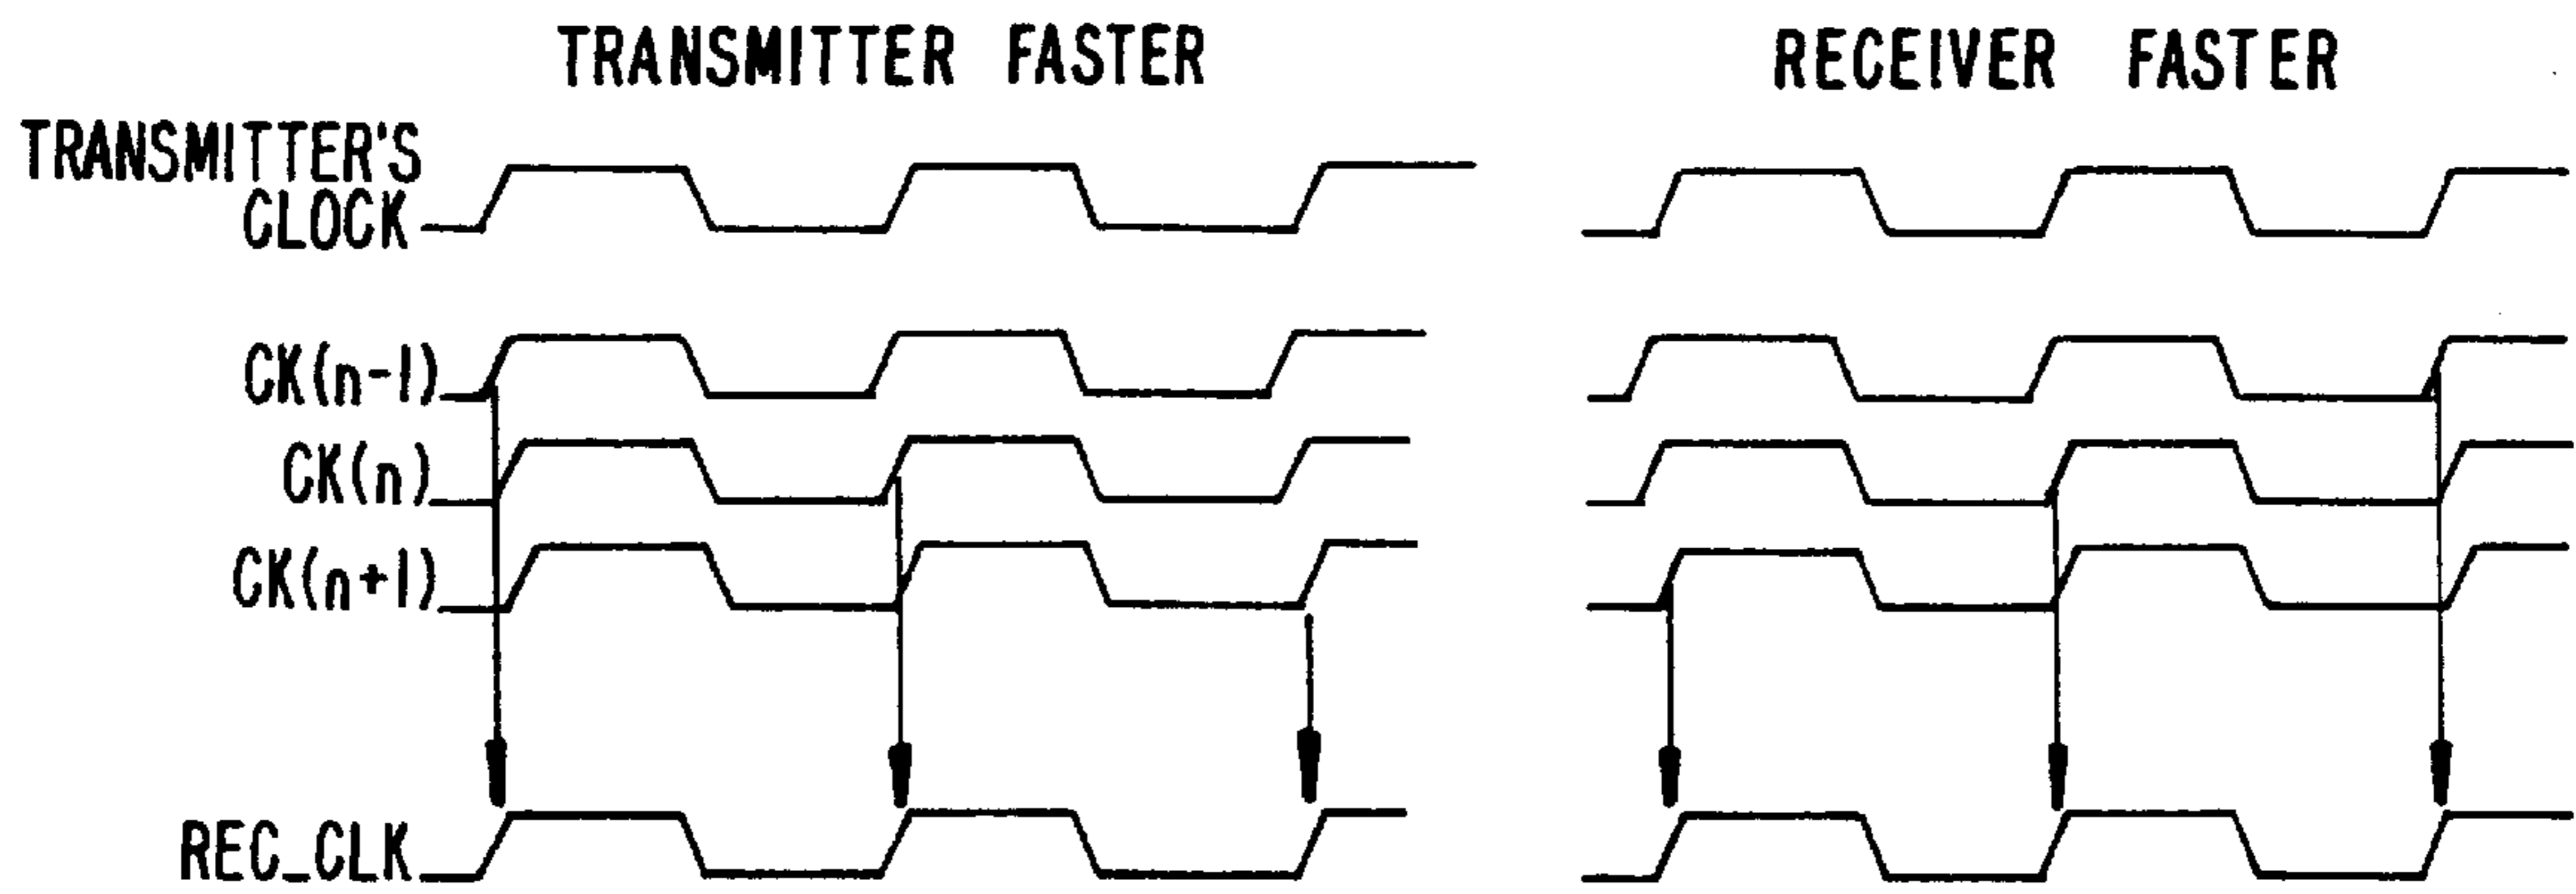 TRANSMITTER FASTER
RECEIVER FASTER
TRANSMITTER'S
CLOCK
CK(n-1)
CK(n)
CK(n+1)
REC_CLK